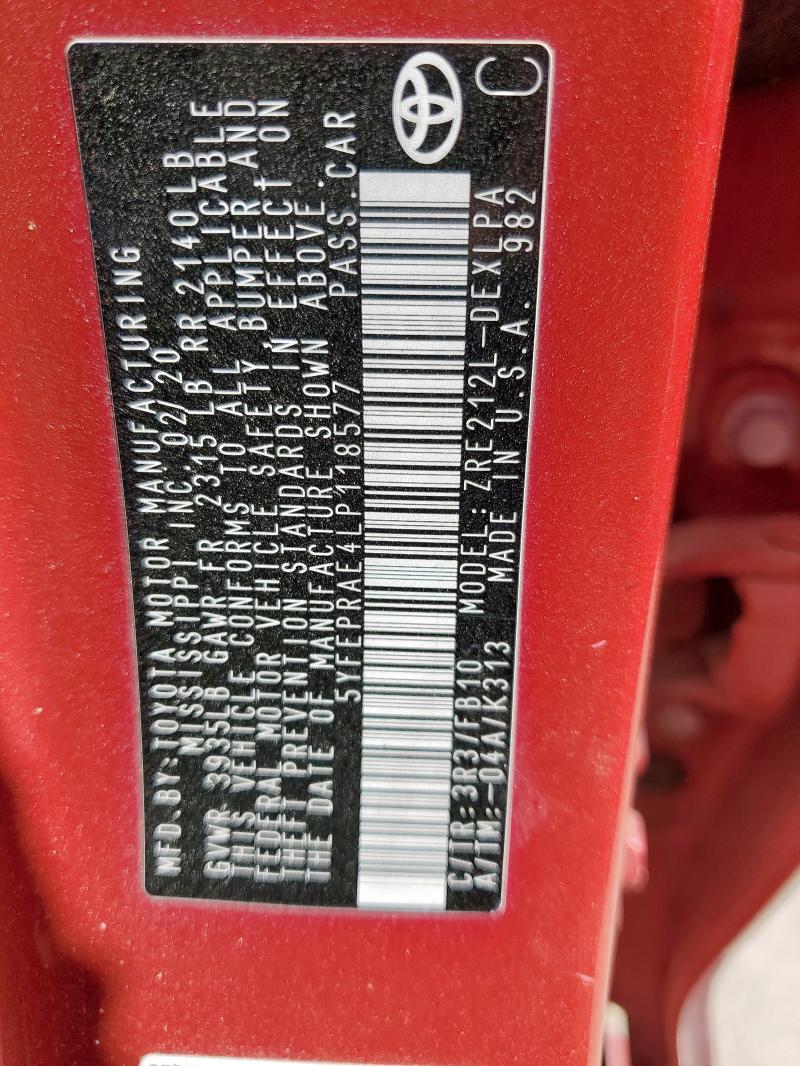 MFD.BY:TOYOTA MOTOR MANUFACTURING
MISSISSIPPI INC.02/20
GVWR 3935LB GAWR FR 2315 LB RR 2140LB
THIS VEHICLE CONFORMS TO ALL APPLICABLE
FEDERAL MOTOR VEHICLE SAFETY,BUMPER AND
THEFT PREVENTION STANDARDS IN EFFECT ON
THE DATE OF MANUFACTURE SHOWN ABOVE.
5YFEPRAE4LP118577 PASS.CAR
C/TR:3R3/FB10 MODEL:ZRE212L-DEXLPA
A/TM:-04A/K313 MADE IN U.S.A. 982
C